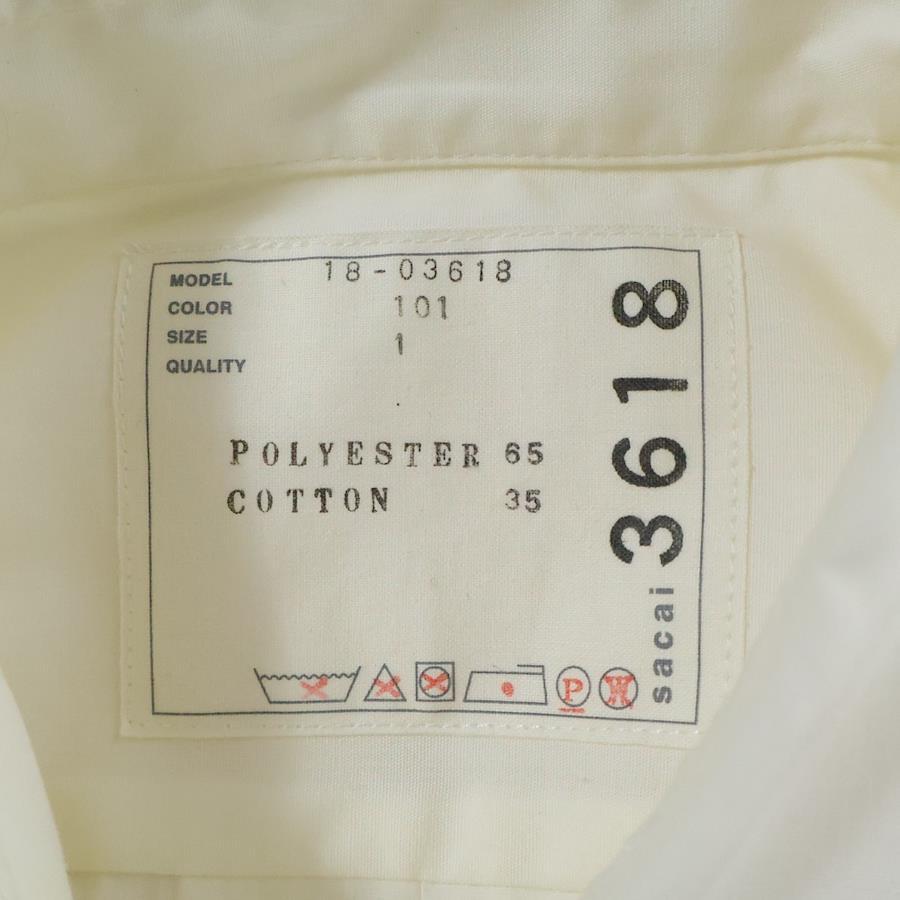 MODEL 18-03618
COLOR 101
SIZE 1
QUALITY
POLYESTER 65
COTTON 35
P
W
sacai 3618